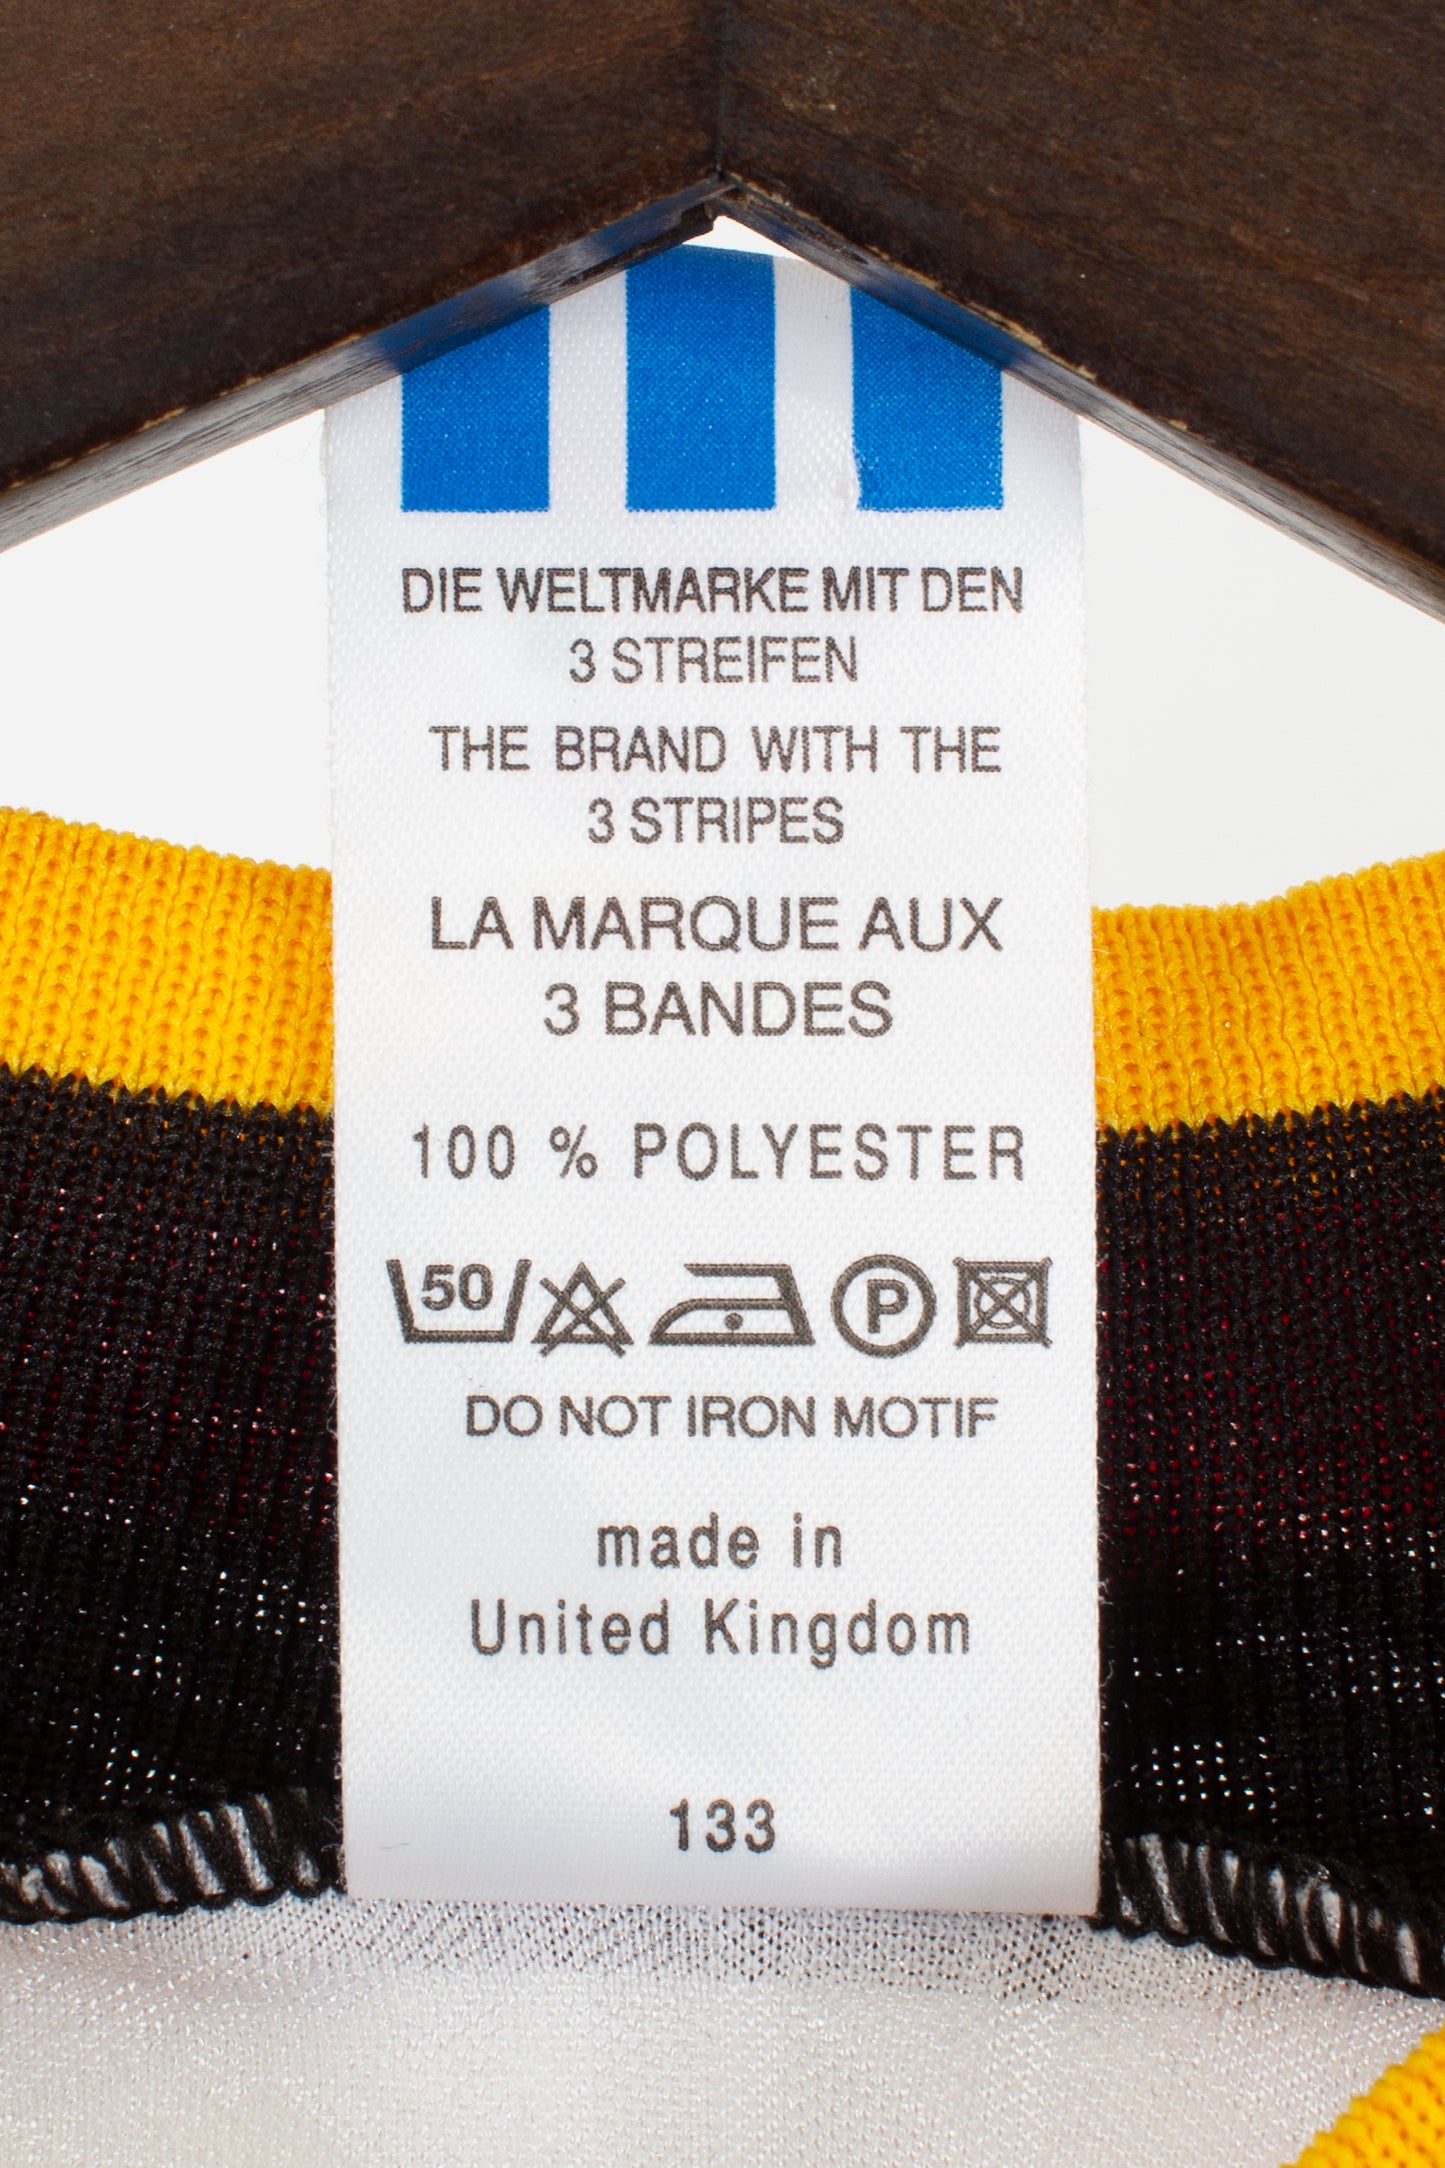 DIE WELTMARKE MIT DEN
3 STREIFEN
THE BRAND WITH THE
3 STRIPES
LA MARQUE AUX
3 BANDES
100 % POLYESTER
50 P
DO NOT IRON MOTIF
made in
United Kingdom
133